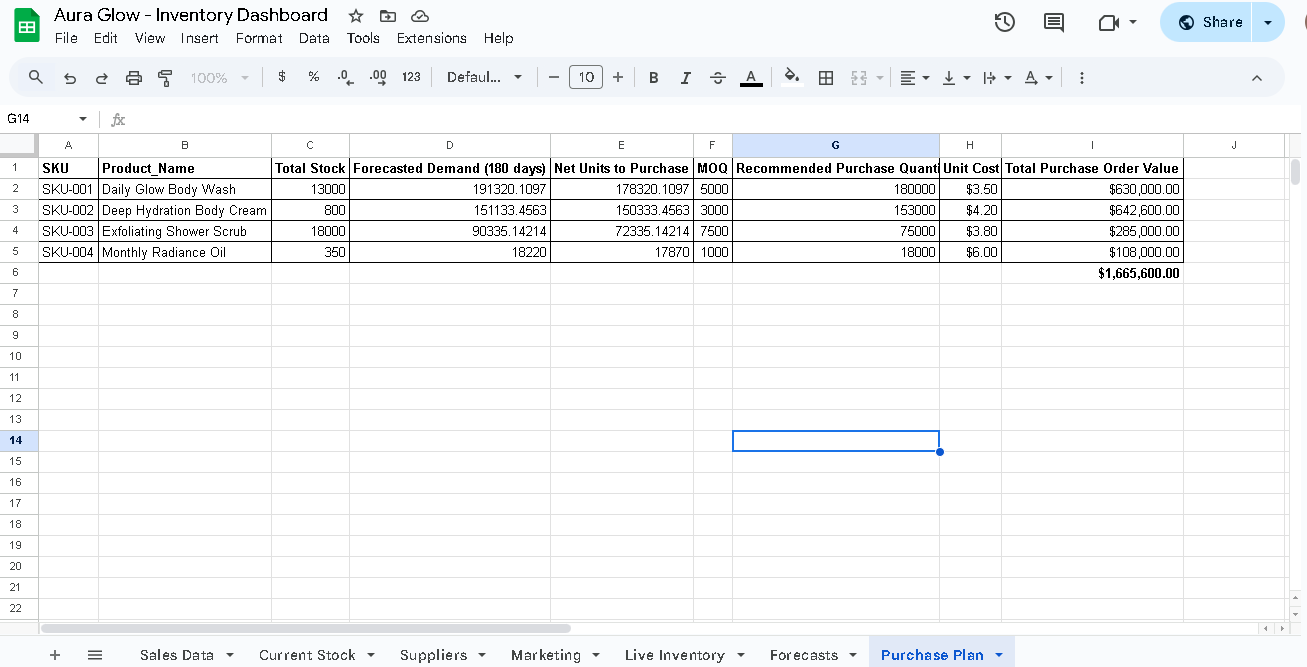 Aura Glow - Inventory Dashboard
File Edit View Insert Format Data Tools Extensions Help
Share
100% $ % .0 .00 123 Defaul... − 10 + B I S A
G14 fx
A B C D E F G H I J
1 SKU Product_Name Total Stock Forecasted Demand (180 days) Net Units to Purchase MOQ Recommended Purchase Quanti Unit Cost Total Purchase Order Value
2 SKU-001 Daily Glow Body Wash 13000 191320.1097 178320.1097 5000 180000 $3.50 $630,000.00
3 SKU-002 Deep Hydration Body Cream 800 151133.4563 150333.4563 3000 153000 $4.20 $642,600.00
4 SKU-003 Exfoliating Shower Scrub 18000 90335.14214 72335.14214 7500 75000 $3.80 $285,000.00
5 SKU-004 Monthly Radiance Oil 350 18220 17870 1000 18000 $6.00 $108,000.00
6 $1,665,600.00
7
8
9
10
11
12
13
14
15
16
17
18
19
20
21
22
+ Sales Data Current Stock Suppliers Marketing Live Inventory Forecasts Purchase Plan